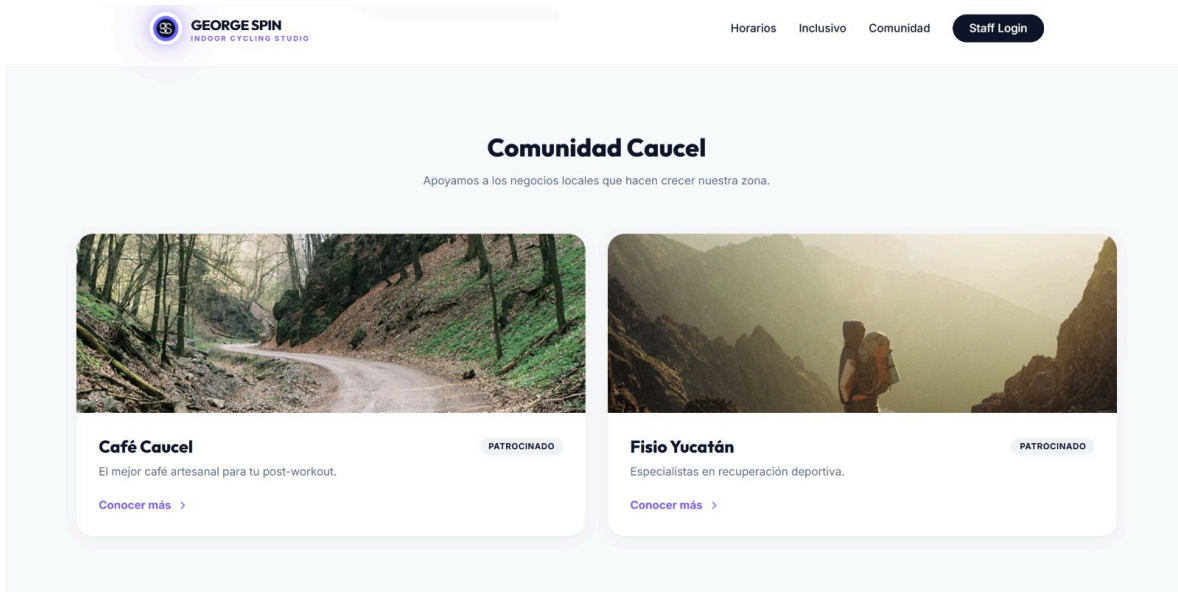 GEORGE SPIN
INDOOR CYCLING STUDIO
Horarios
Inclusivo
Comunidad
Staff Login
Comunidad Caucel
Apoyamos a los negocios locales que hacen crecer nuestra zona.
Café Caucel
PATROCINADO
El mejor café artesanal para tu post-workout.
Conocer más
Fisio Yucatán
PATROCINADO
Especialistas en recuperación deportiva.
Conocer más